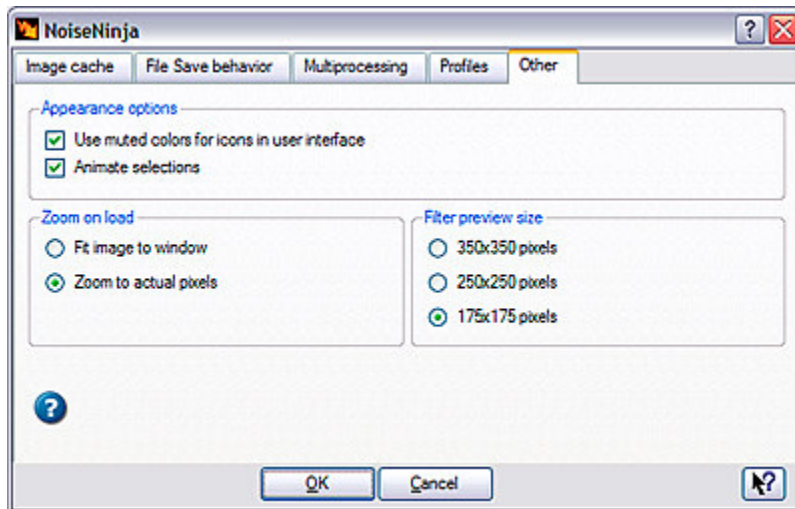 NoiseNinja
Image cache File Save behavior Multiprocessing Profiles Other
Appearance options
Use muted colors for icons in user interface
Animate selections
Zoom on load
Fit image to window
Zoom to actual pixels
Filter preview size
350x350 pixels
250x250 pixels
175x175 pixels
OK Cancel